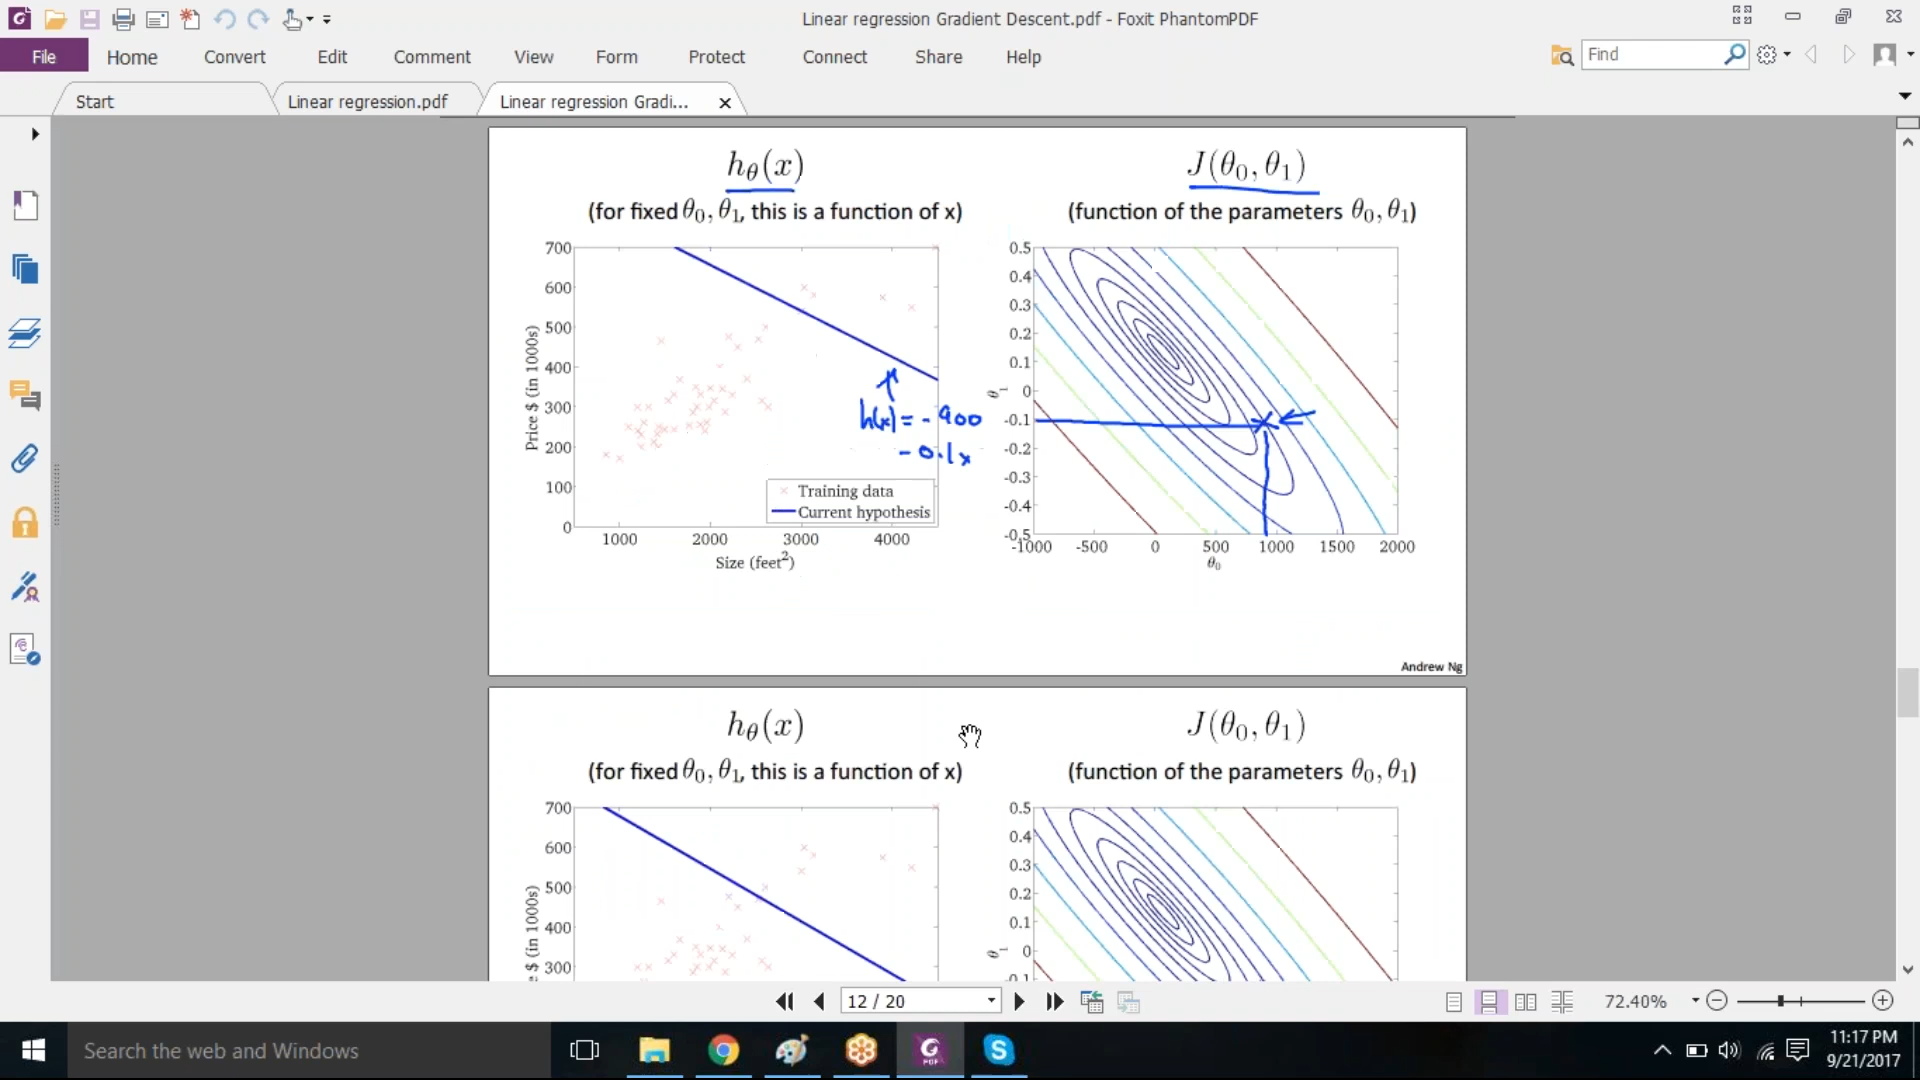 Linear regression Gradient Descent.pdf - Foxit PhantomPDF
File Home Convert Edit Comment View Form Protect Connect Share Help
Find
Start
Linear regression.pdf
Linear regression Gradi...
hθ(x)
(for fixed θ0, θ1, this is a function of x)
700
600
500
400
300
200
100
0
Price $ (in 1000s)
1000 2000 3000 4000
Size (feet²)
Training data
Current hypothesis
h(x) = - 900
- 0.1x
J(θ0, θ1)
(function of the parameters θ0, θ1)
0.5
0.4
0.3
0.2
0.1
0
-0.1
-0.2
-0.3
-0.4
-0.5
θ1
-1000 -500 0 500 1000 1500 2000
θ0
Andrew Ng
hθ(x)
(for fixed θ0, θ1, this is a function of x)
700
600
500
400
300
$ (in 1000s)
J(θ0, θ1)
(function of the parameters θ0, θ1)
0.5
0.4
0.3
0.2
0.1
0
θ1
12 / 20
72.40%
Search the web and Windows
11:17 PM
9/21/2017